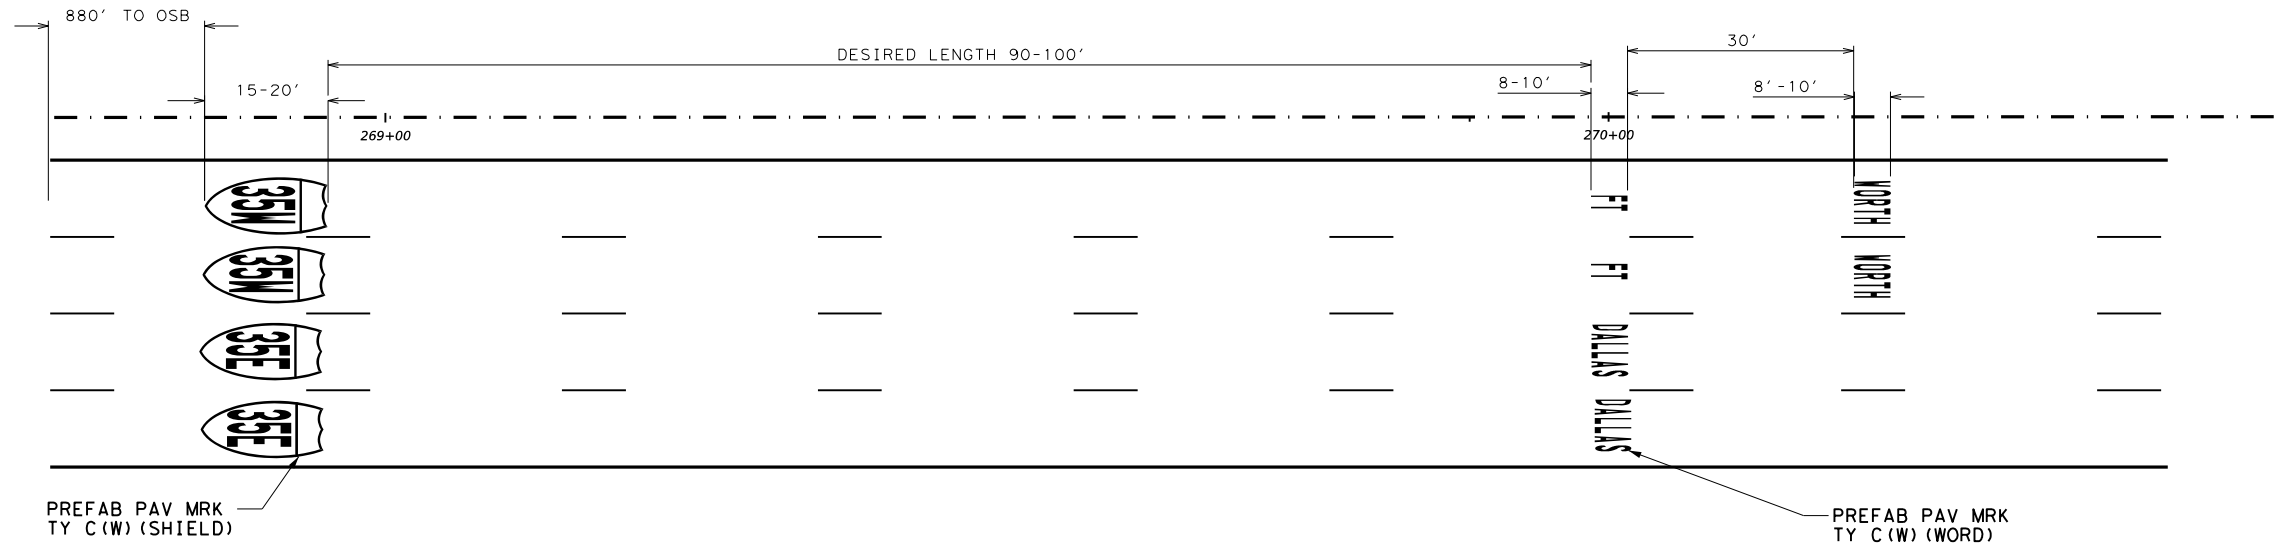 880' TO OSB
DESIRED LENGTH 90-100'
30'
15-20'
8-10'
8'-10'
269+00
270+00
35W
35W
35E
35E
FT
FT
DALLAS
DALLAS
WORTH
WORTH
PREFAB PAV MRK
TY C(W)(SHIELD)
PREFAB PAV MRK
TY C(W)(WORD)